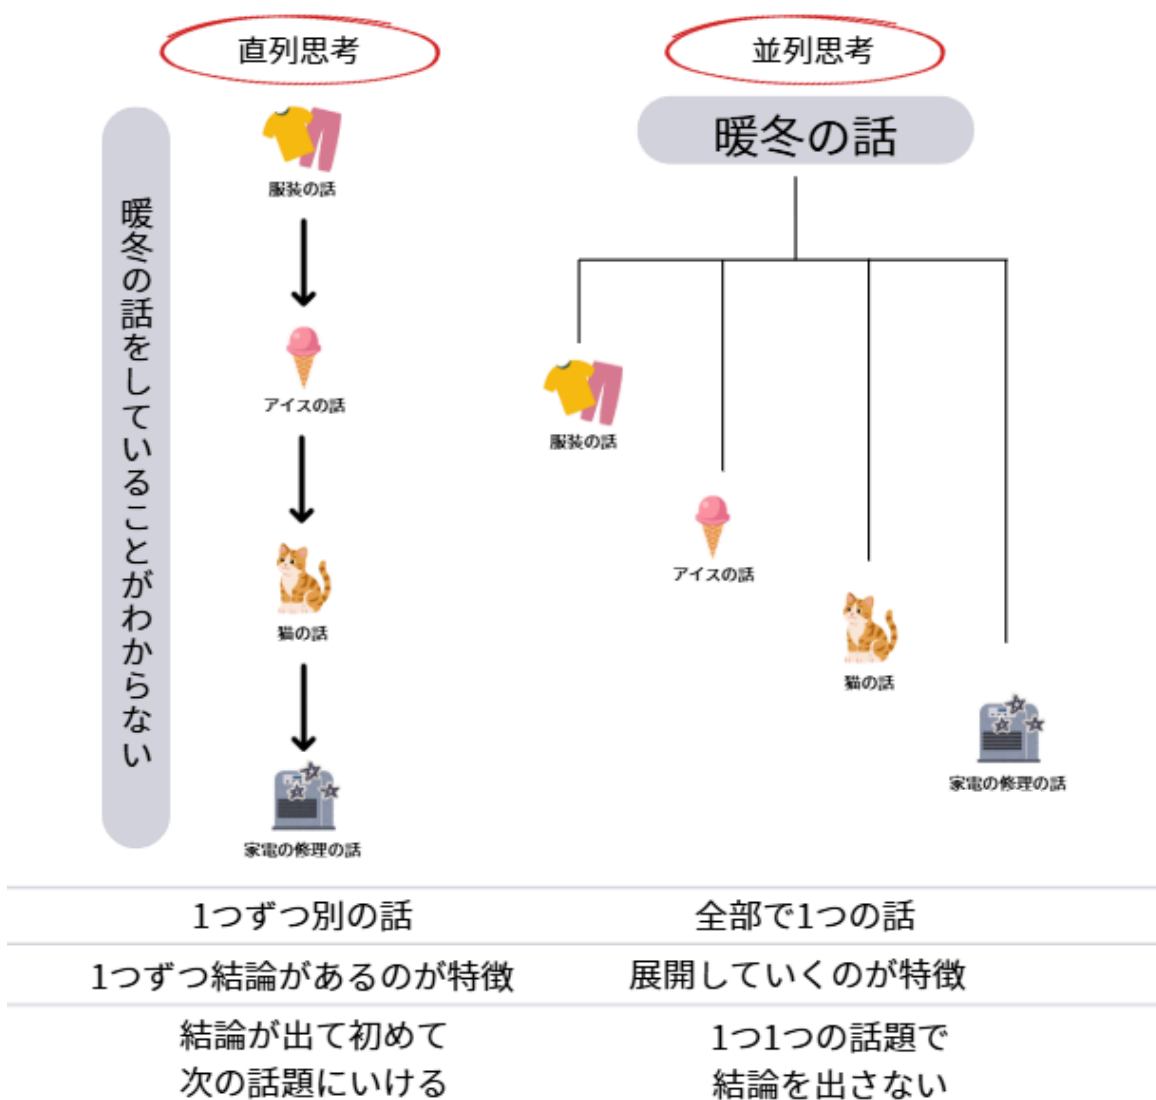 直列思考
並列思考
暖冬の話をしていることがわからない
服装の話
アイスの話
猫の話
家電の修理の話
暖冬の話
服装の話
アイスの話
猫の話
家電の修理の話
1つずつ別の話
全部で1つの話
1つずつ結論があるのが特徴
展開していくのが特徴
結論が出て初めて
次の話題にいける
1つ1つの話題で
結論を出さない